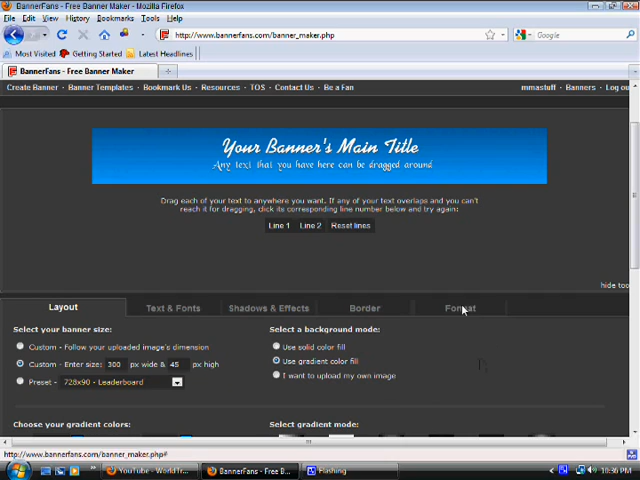 BannerFans - Free Banner Maker - Mozilla Firefox
File Edit View History Bookmarks Tools Help
http://www.bannerfans.com/banner_maker.php
Google
Most Visited Getting Started Latest Headlines
BannerFans - Free Banner Maker
Create Banner · Banner Templates · Bookmark Us · Resources · TOS · Contact Us · Be a Fan
mmastuff · Banners · Log ou
Your Banner's Main Title
Any text that you have here can be dragged around
Drag each of your text to anywhere you want. If any of your text overlaps and you can't
reach it for dragging, click its corresponding line number below and try again:
Line 1 Line 2 Reset lines
hide too
Layout Text & Fonts Shadows & Effects Border Format
Select your banner size:
Custom - Follow your uploaded image's dimension
Custom - Enter size: 300 px wide & 45 px high
Preset - 728x90 - Leaderboard
Select a background mode:
Use solid color fill
Use gradient color fill
I want to upload my own image
Choose your gradient colors:
Select gradient mode:
http://www.bannerfans.com/banner_maker.php#
YouTube - WorldTr...
BannerFans - Free B...
Flashing
10:36 PM